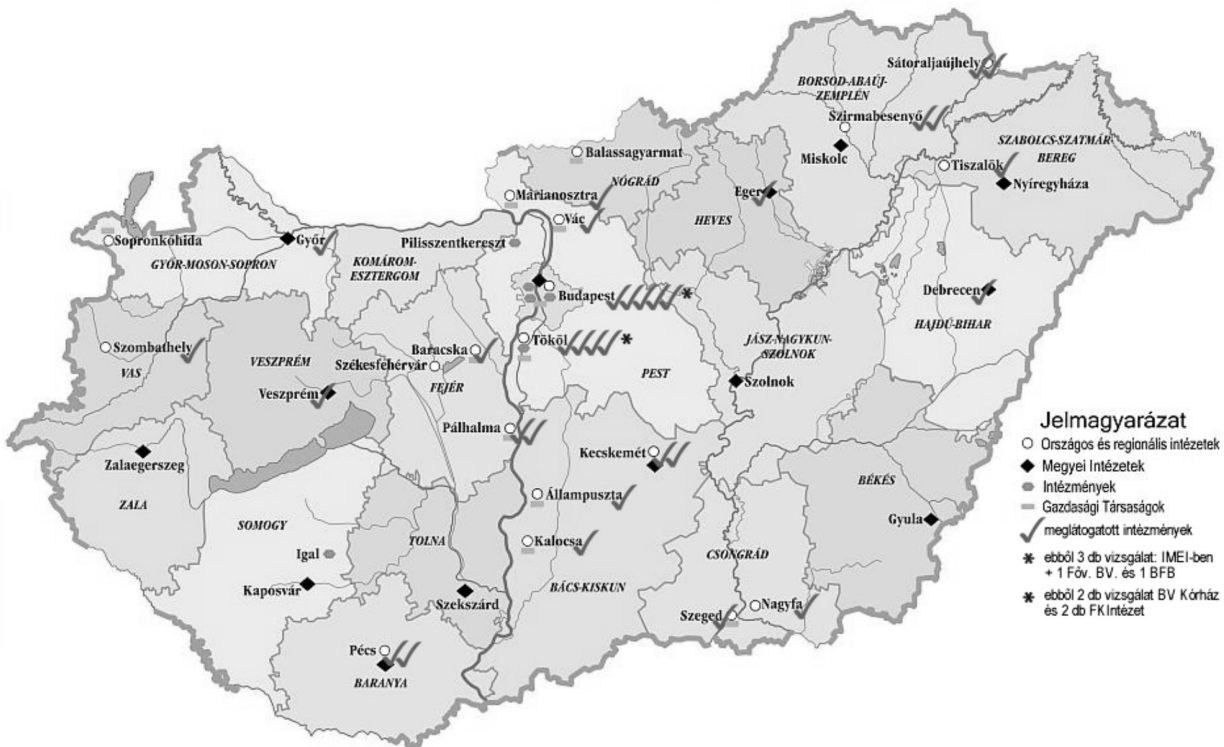 Sátoraljaújhely
BORSOD-ABAÚJ-
ZEMPLÉN
Szirmabesenyő
Miskolc
SZABOLCS-SZATMÁR-
BEREG
Tiszalök
Nyíregyháza
Balassagyarmat
NÓGRÁD
Márianosztra
Vác
Eger
HEVES
Sopronkőhida
Győr
GYŐR-MOSON-SOPRON
KOMÁROM-
ESZTERGOM
Pilisszentkereszt
Budapest
*
Debrecen
HAJDÚ-BIHAR
Szombathely
VAS
VESZPRÉM
Veszprém
Székesfehérvár
Baracska
FEJÉR
Tököl
*
PEST
JÁSZ-NAGYKUN-
SZOLNOK
Szolnok
Pálhalma
Zalaegerszeg
ZALA
Kecskemét
Állampuszta
BÉKÉS
Gyula
SOMOGY
Igal
TOLNA
Kalocsa
CSONGRÁD
BÁCS-KISKUN
Kaposvár
Szekszárd
Szeged
Nagyfa
Pécs
BARANYA
Jelmagyarázat
Országos és regionális intézetek
Megyei Intézetek
Intézmények
Gazdasági Társaságok
meglátogatott intézmények
* ebből 3 db vizsgálat: IMEI-ben
+ 1 Főv. BV. és 1 BFB
* ebből 2 db vizsgálat BV Kórház
és 2 db FKIntézet